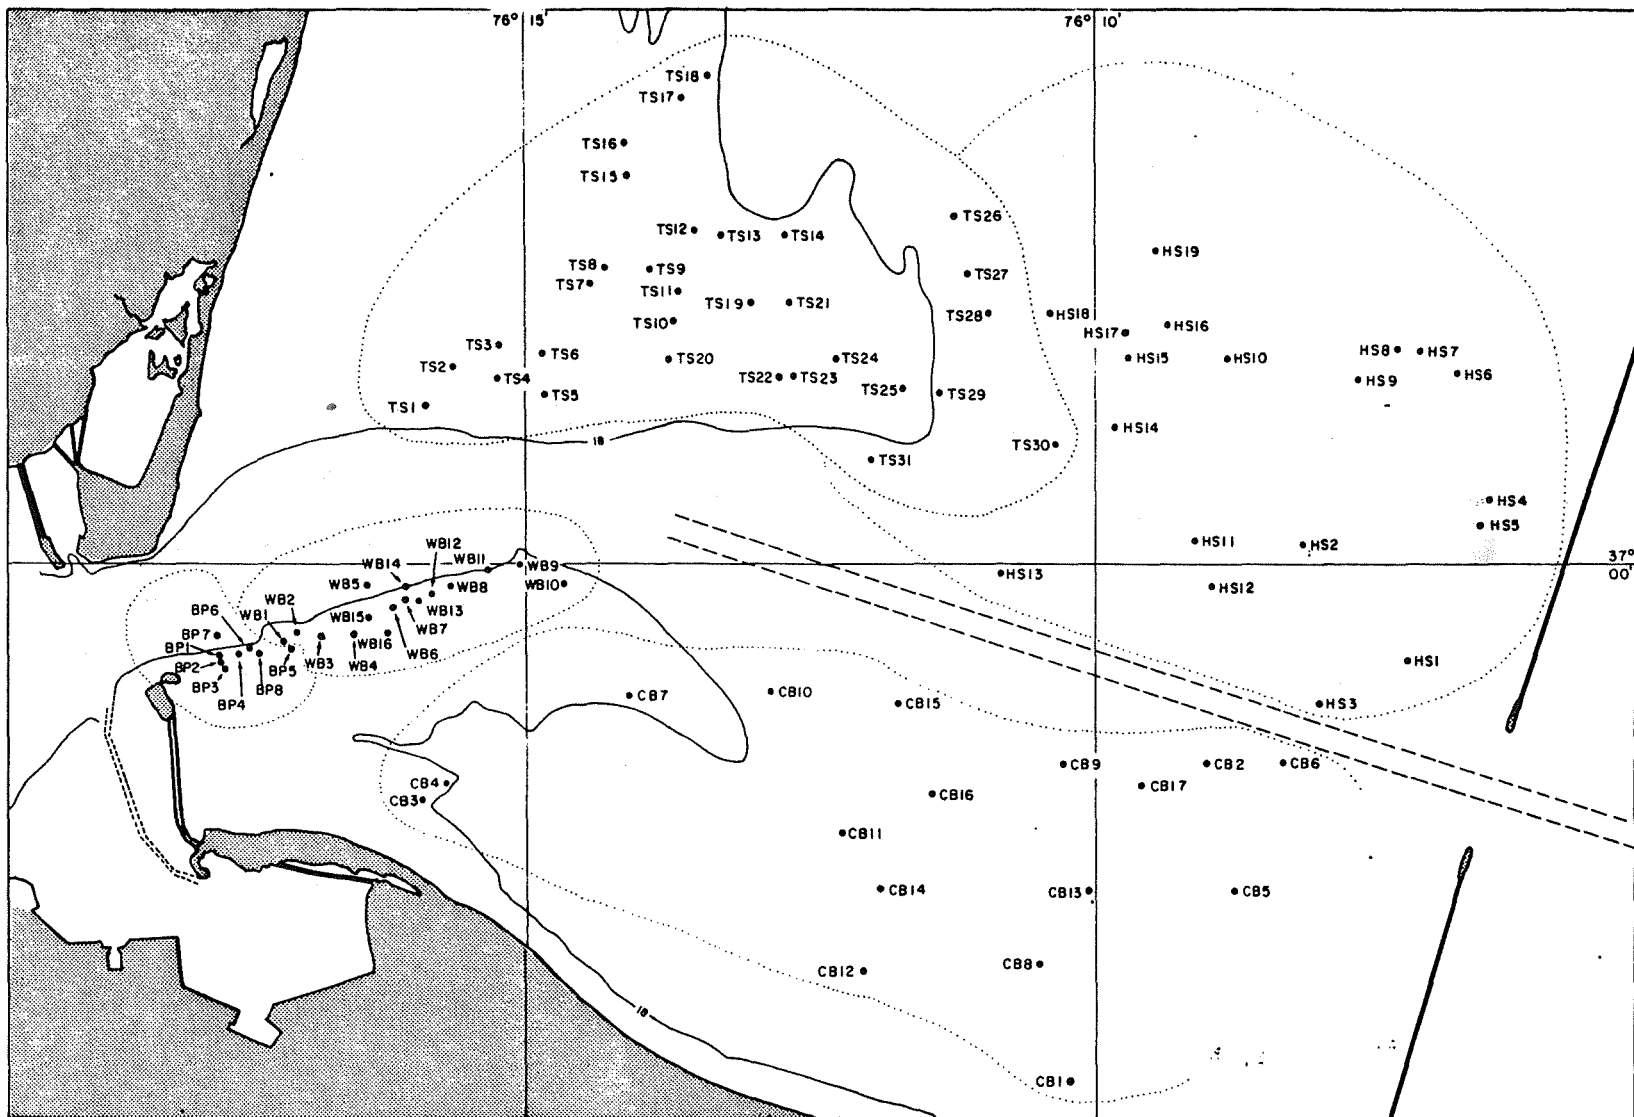 76° 15' 76° 10'
TS18
TS17
TS16
TS15
TS26
TS12 TS13 TS14
HS19
TS8 TS9 TS27
TS7
TS11
TS19 TS21
TS28 HS18
TS10 HS17 HS16
TS3 TS6 HS8 HS7
TS2 TS20 TS24 HS15 HS10
TS4 TS22 TS23 HS9 HS6
TS5 TS25 TS29
TS1
HS14
18 TS30
TS31
HS4
HS5
WB12 HS11 HS2
WB14 WB11 WB9 37°
00'
HS13
WB5 WB8 WB10 HS12
WB2
BP6 WB1 WB15 WB13
BP7 WB7
BP1 WB16
BP2 BP5 WB3 WB4 WB6
BP3 BP8
BP4
HS1
CB7 CB10 CB15 HS3
CB9 CB2 CB6
CB4 CB17
CB3 CB16
CB11
CB14 CB13 CB5
CB12 CB8
18
CB1